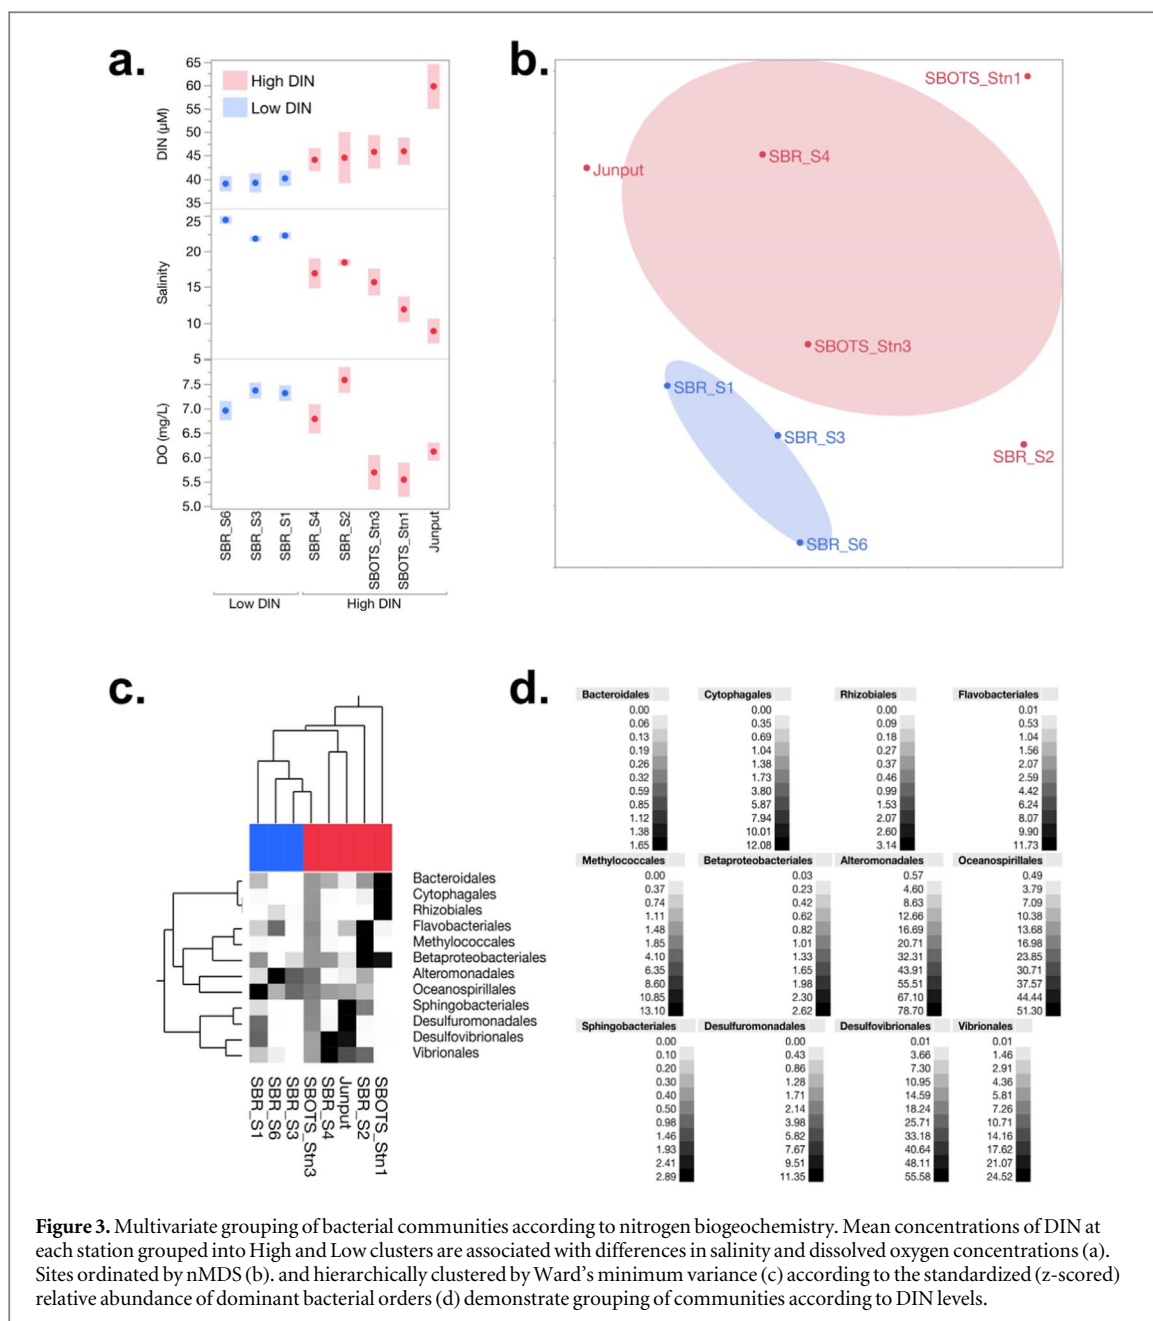 a.
High DIN
Low DIN
DIN (µM)
65
60
55
50
45
40
35
Salinity
25
20
15
10
5
DO (mg/L)
7.5
7.0
6.5
6.0
5.5
5.0
SBR_S6
SBR_S3
SBR_S1
SBR_S4
SBR_S2
SBOTS_Stn3
SBOTS_Stn1
Junput
Low DIN
High DIN
b.
SBOTS_Stn1
SBR_S4
Junput
SBOTS_Stn3
SBR_S1
SBR_S3
SBR_S2
SBR_S6
c.
Bacteroidales
Cytophagales
Rhizobiales
Flavobacteriales
Methylococcales
Betaproteobacteriales
Alteromonadales
Oceanospirillales
Sphingobacteriales
Desulfuromonadales
Desulfovibrionales
Vibrionales
SBR_S1
SBR_S6
SBR_S3
SBOTS_Stn3
SBR_S4
Junput
SBR_S2
SBOTS_Stn1
d.
Bacteroidales
0.00
0.06
0.13
0.19
0.26
0.32
0.59
0.85
1.12
1.38
1.65
Cytophagales
0.00
0.35
0.69
1.04
1.38
1.73
3.80
5.87
7.94
10.01
12.08
Rhizobiales
0.00
0.09
0.18
0.27
0.37
0.46
0.99
1.53
2.07
2.60
3.14
Flavobacteriales
0.01
0.53
1.04
1.56
2.07
2.59
4.42
6.24
8.07
9.90
11.73
Methylococcales
0.00
0.37
0.74
1.11
1.48
1.85
4.10
6.35
8.60
10.85
13.10
Betaproteobacteriales
0.03
0.23
0.42
0.62
0.82
1.01
1.33
1.65
1.98
2.30
2.62
Alteromonadales
0.57
4.60
8.63
12.66
16.69
20.71
32.31
43.91
55.51
67.10
78.70
Oceanospirillales
0.49
3.79
7.09
10.38
13.68
16.98
23.85
30.71
37.57
44.44
51.30
Sphingobacteriales
0.00
0.10
0.20
0.30
0.40
0.50
0.98
1.46
1.93
2.41
2.89
Desulfuromonadales
0.00
0.43
0.86
1.28
1.71
2.14
3.98
5.82
7.67
9.51
11.35
Desulfovibrionales
0.01
3.66
7.30
10.95
14.59
18.24
25.71
33.18
40.64
48.11
55.58
Vibrionales
0.01
1.46
2.91
4.36
5.81
7.26
10.71
14.16
17.62
21.07
24.52
Figure 3. Multivariate grouping of bacterial communities according to nitrogen biogeochemistry. Mean concentrations of DIN at
each station grouped into High and Low clusters are associated with differences in salinity and dissolved oxygen concentrations (a).
Sites ordinated by nMDS (b). and hierarchically clustered by Ward's minimum variance (c) according to the standardized (z-scored)
relative abundance of dominant bacterial orders (d) demonstrate grouping of communities according to DIN levels.